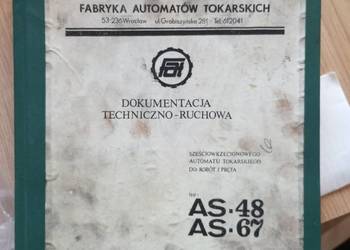 FABRYKA AUTOMATÓW TOKARSKICH
53-236 Wrocław ul. Grabiszyńska 281 Tel. 612041
DOKUMENTACJA
TECHNICZNO-RUCHOWA
SZEŚCIOWRZECIONOWEGO
AUTOMATU TOKARSKIEGO
DO ROBÓT Z PRĘTA
AS-48
AS-67